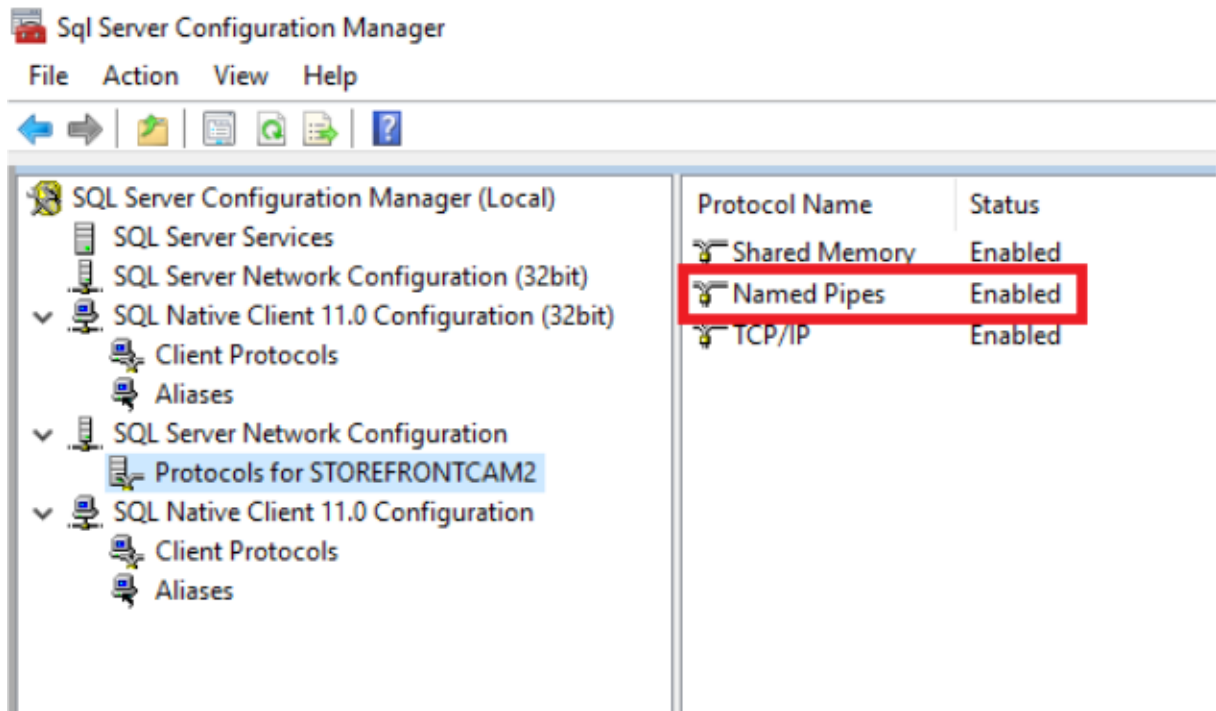 Sql Server Configuration Manager
File Action View Help
SQL Server Configuration Manager (Local)
SQL Server Services
SQL Server Network Configuration (32bit)
SQL Native Client 11.0 Configuration (32bit)
Client Protocols
Aliases
SQL Server Network Configuration
Protocols for STOREFRONTCAM2
SQL Native Client 11.0 Configuration
Client Protocols
Aliases
Protocol Name Status
Shared Memory Enabled
Named Pipes Enabled
TCP/IP Enabled